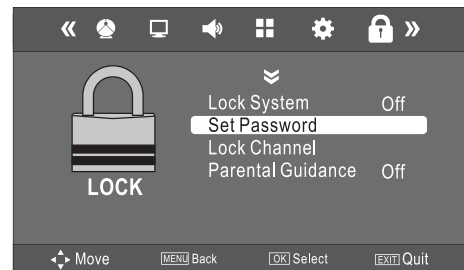 Lock System Off
Set Password
Lock Channel
Parental Guidance Off
LOCK
Move MENU Back OK Select EXIT Quit